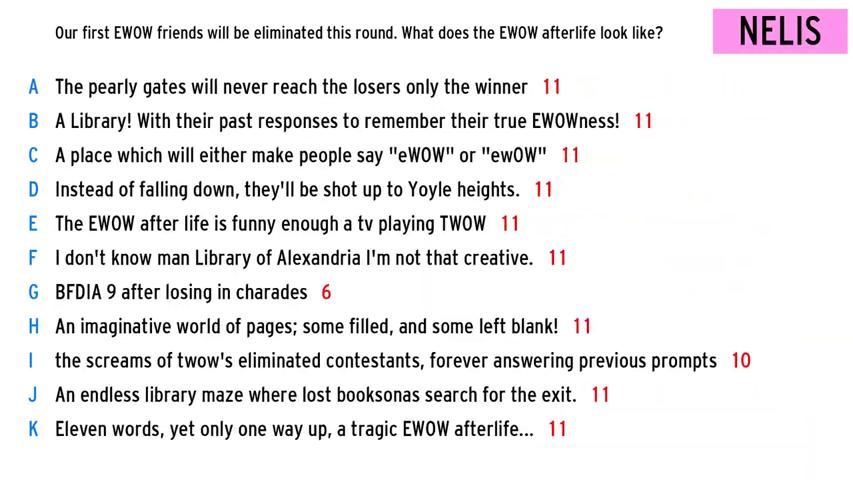 Our first EWOW friends will be eliminated this round. What does the EWOW afterlife look like?
NELIS
A The pearly gates will never reach the losers only the winner 11
B A Library! With their past responses to remember their true EWOWness! 11
C A place which will either make people say "eWOW" or "ewOW" 11
D Instead of falling down, they'll be shot up to Yoyle heights. 11
E The EWOW after life is funny enough a tv playing TWOW 11
F I don't know man Library of Alexandria I'm not that creative. 11
G BFDIA 9 after losing in charades 6
H An imaginative world of pages; some filled, and some left blank! 11
I the screams of twow's eliminated contestants, forever answering previous prompts 10
J An endless library maze where lost booksonas search for the exit. 11
K Eleven words, yet only one way up, a tragic EWOW afterlife... 11